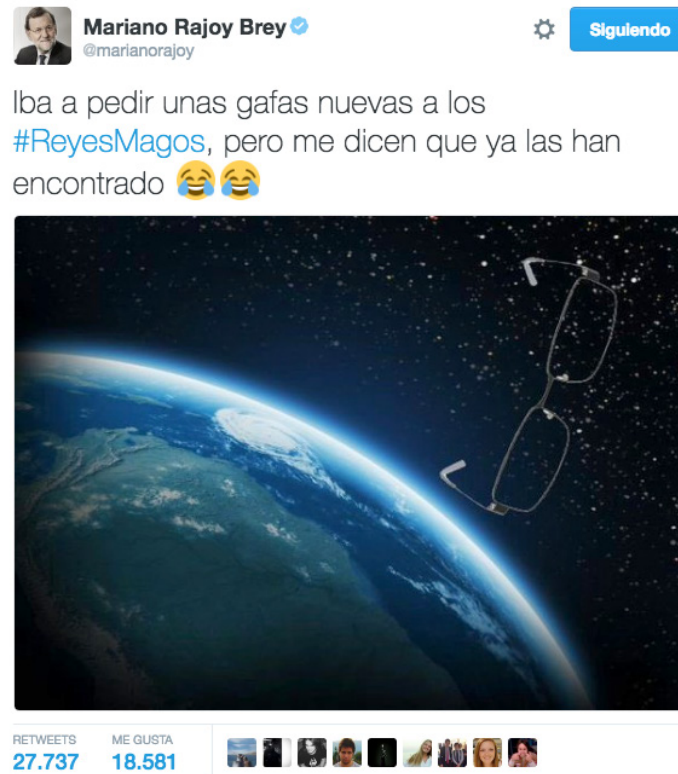 Mariano Rajoy Brey
@marianorajoy
Siguiendo
Iba a pedir unas gafas nuevas a los
#ReyesMagos, pero me dicen que ya las han
encontrado 😂😂
RETWEETS
27.737
ME GUSTA
18.581